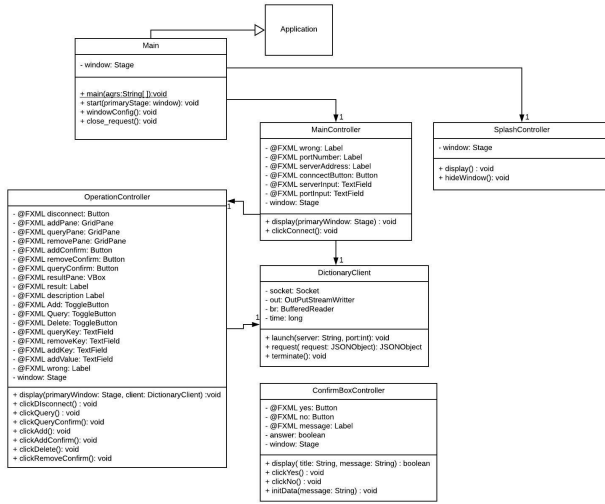 Application
Main
- window: Stage
+ main(agrs:String[ ]):void
+ start(primaryStage: window): void
+ windowConfig(): void
+ close_request(): void
1
1
MainController
- @FXML wrong: Label
- @FXML portNumber: Label
- @FXML serverAddress: Label
- @FXML conncectButton: Button
- @FXML serverInput: TextField
- @FXML portInput: TextField
- window: Stage
+ display(primaryWindow: Stage) : void
+ clickConnect(): void
SplashController
- window: Stage
+ display() : void
+ hideWindow(): void
OperationController
1
- @FXML disconnect: Button
- @FXML addPane: GridPane
- @FXML queryPane: GridPane
- @FXML removePane: GridPane
- @FXML addConfirm: Button
- @FXML removeConfirm: Button
- @FXML queryConfirm: Button
- @FXML resultPane: VBox
- @FXML result: Label
- @FXML description Label
- @FXML Add: ToggleButton
- @FXML Query: ToggleButton
- @FXML Delete: ToggleButton
- @FXML queryKey: TextField
- @FXML removeKey: TextField
- @FXML addKey: TextField
- @FXML addValue: TextField
- @FXML wrong: Label
- window: Stage
+ display(primaryWindow: Stage, client: DictionaryClient) :void
+ clickDIsconnect() : void
+ clickQuery() : void
+ clickQueryConfirm(): void
+ clickAdd(): void
+ clickAddConfirm(): void
+ clickDelete(): void
+ clickRemoveConfirm(): void
1
DictionaryClient
- socket: Socket
- out: OutPutStreamWritter
- br: BufferedReader
- time: long
1
+ launch(server: String, port:int): void
+ request( request: JSONObject): JSONObject
+ terminate(): void
ConfirmBoxController
- @FXML yes: Button
- @FXML no: Button
- @FXML message: Label
- answer: boolean
- window: Stage
+ display( title: String, message: String) : boolean
+ clickYes() : void
+ clickNo() : void
+ initData(message: String) : void